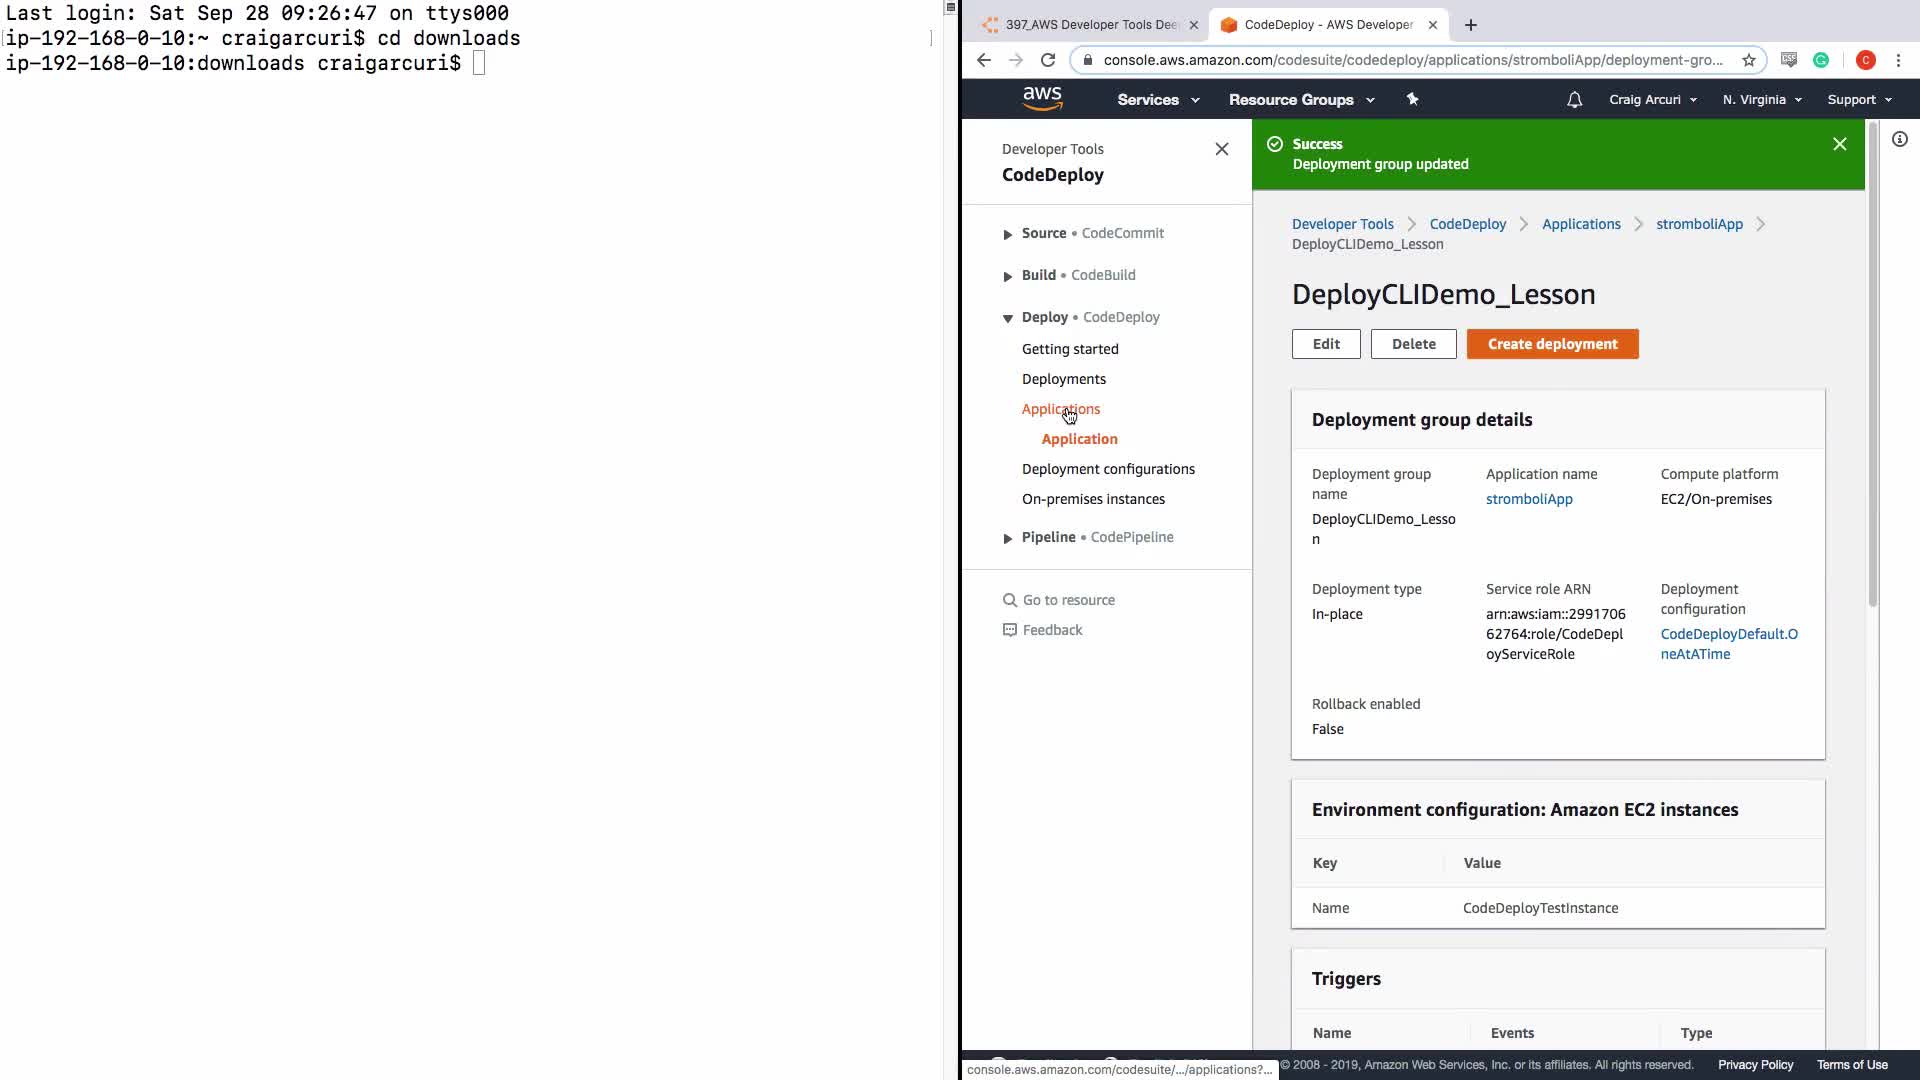 Last login: Sat Sep 28 09:26:47 on ttys000
ip-192-168-0-10:~ craigarcuri$ cd downloads
ip-192-168-0-10:downloads craigarcuri$
397_AWS Developer Tools Dee
CodeDeploy - AWS Developer
console.aws.amazon.com/codesuite/codedeploy/applications/stromboliApp/deployment-gro...
C
aws
Services
Resource Groups
Craig Arcuri
N. Virginia
Support
Developer Tools
CodeDeploy
Source • CodeCommit
Build • CodeBuild
Deploy • CodeDeploy
Getting started
Deployments
Applications
Application
Deployment configurations
On-premises instances
Pipeline • CodePipeline
Go to resource
Feedback
Success
Deployment group updated
Developer Tools
CodeDeploy
Applications
stromboliApp
DeployCLIDemo_Lesson
DeployCLIDemo_Lesson
Edit
Delete
Create deployment
Deployment group details
Deployment group
name
DeployCLIDemo_Lesso
n
Application name
stromboliApp
Compute platform
EC2/On-premises
Deployment type
In-place
Service role ARN
arn:aws:iam::2991706
62764:role/CodeDepl
oyServiceRole
Deployment
configuration
CodeDeployDefault.O
neAtATime
Rollback enabled
False
Environment configuration: Amazon EC2 instances
Key
Value
Name
CodeDeployTestInstance
Triggers
Name
Events
Type
console.aws.amazon.com/codesuite/.../applications?...
© 2008 - 2019, Amazon Web Services, Inc. or its affiliates. All rights reserved.
Privacy Policy
Terms of Use